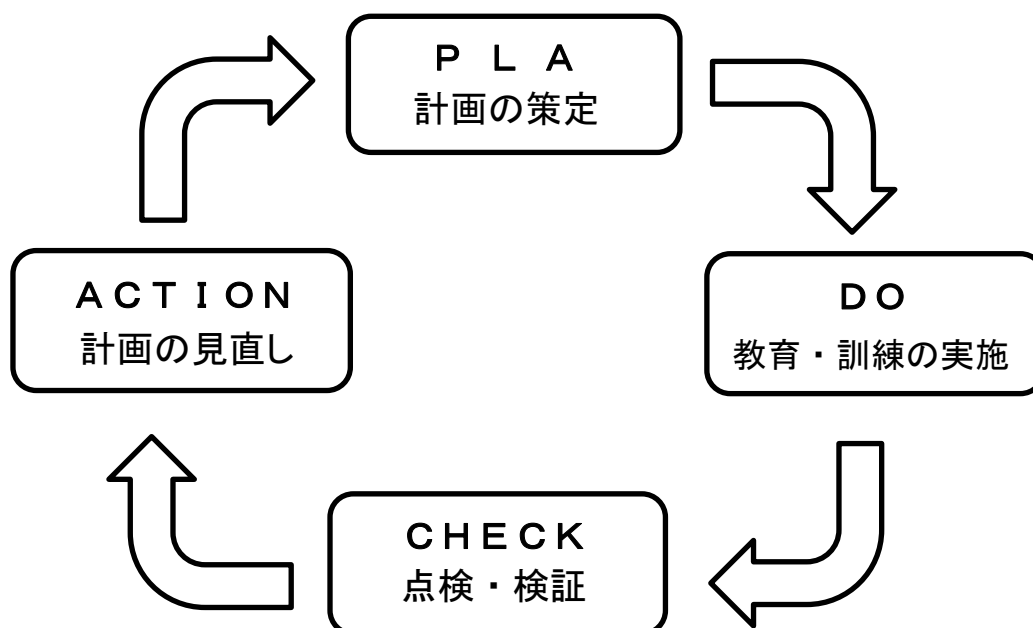 ＰＬＡ
計画の策定
ＤＯ
教育・訓練の実施
ＣＨＥＣＫ
点検・検証
ＡＣＴＩＯＮ
計画の見直し